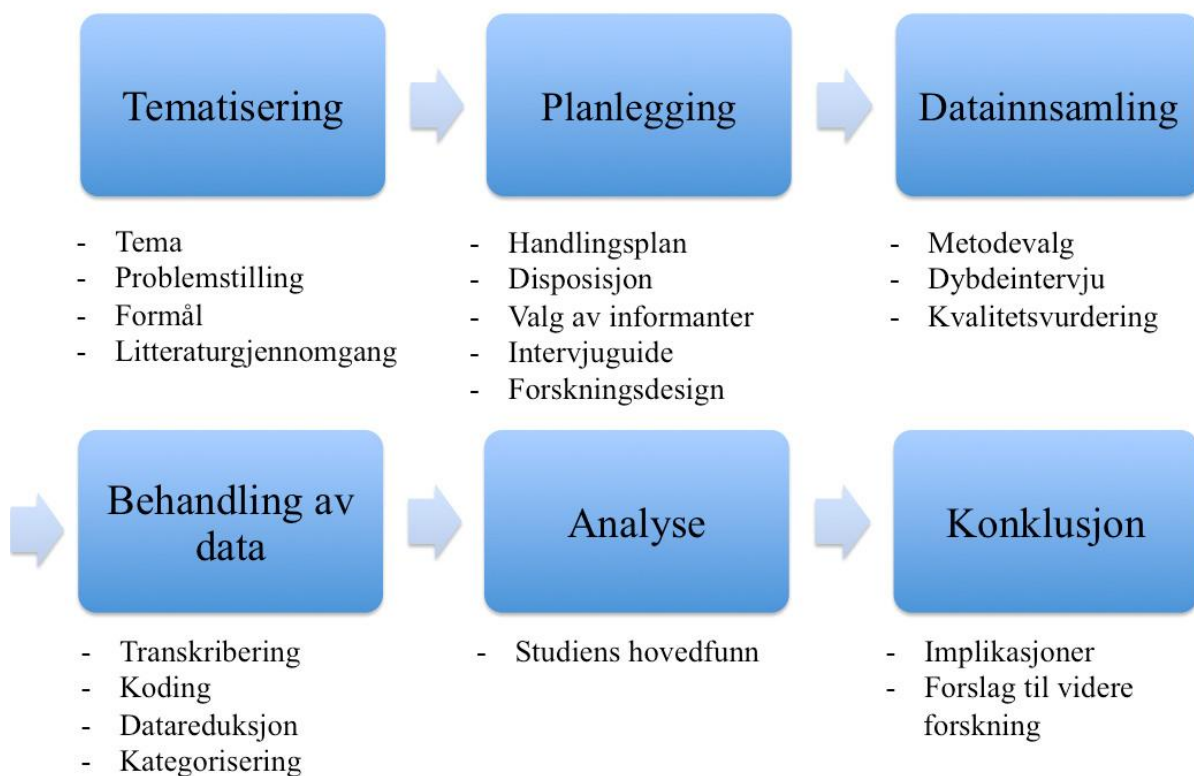 Tematisering
Planlegging
Datainnsamling
- Tema
- Problemstilling
- Formål
- Litteraturgjennomgang
- Handlingsplan
- Disposisjon
- Valg av informanter
- Intervjuguide
- Forskningsdesign
- Metodevalg
- Dybdeintervju
- Kvalitetsvurdering
Behandling av
data
Analyse
Konklusjon
- Transkribering
- Koding
- Datareduksjon
- Kategorisering
- Studiens hovedfunn
- Implikasjoner
- Forslag til videre
forskning